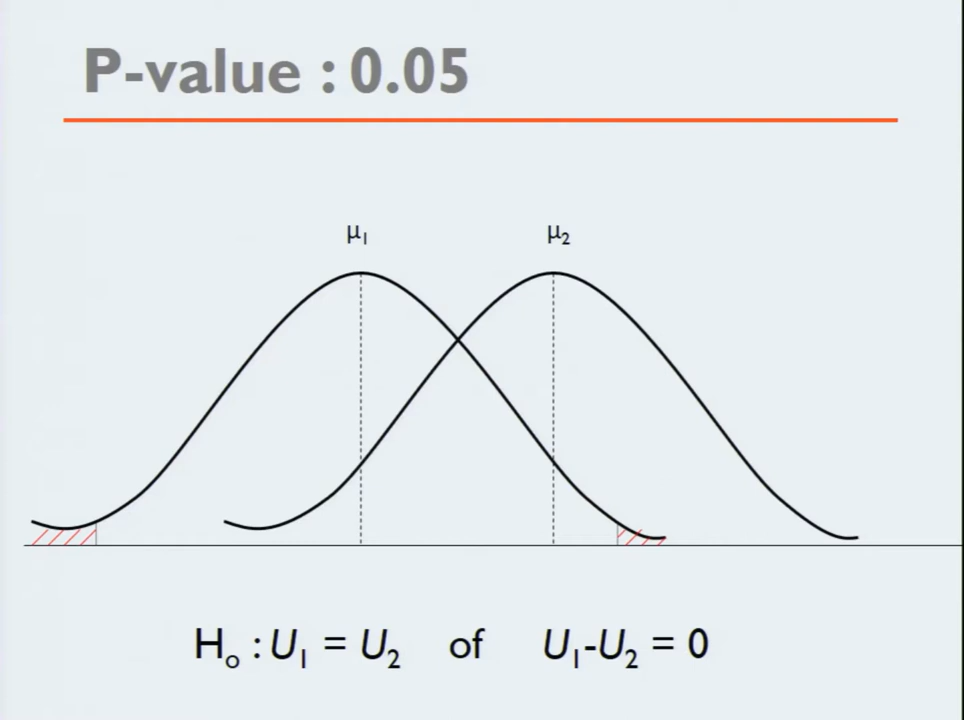 P-value : 0.05
μ1 μ2
Ho : U1 = U2 of U1-U2 = 0